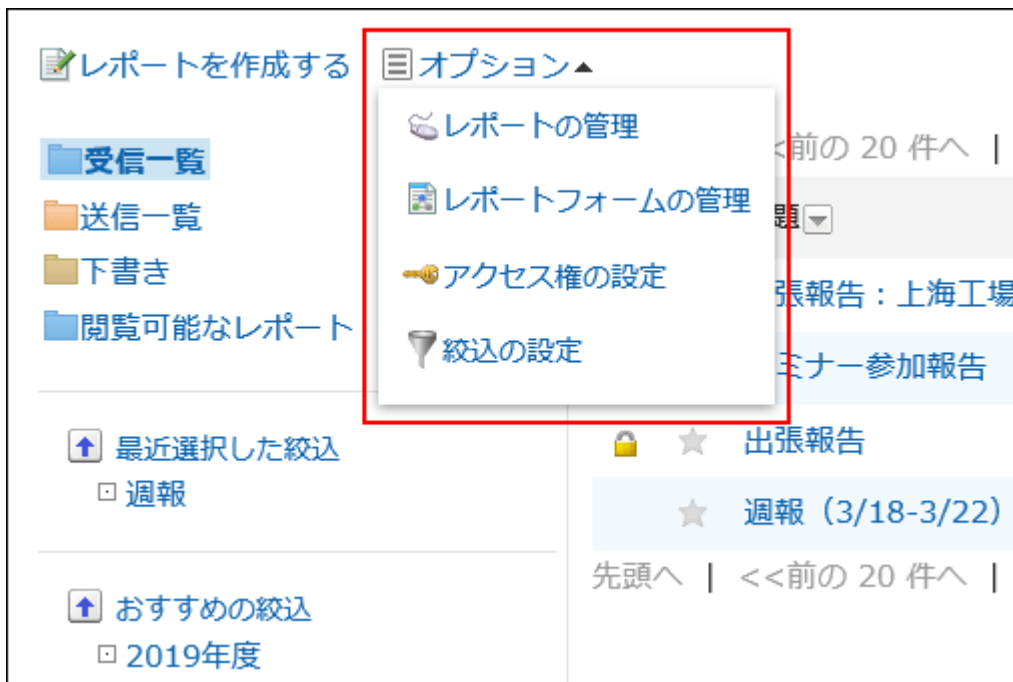 レポートを作成する オプション▲
レポートの管理
レポートフォームの管理
アクセス権の設定
絞込の設定
受信一覧
送信一覧
下書き
閲覧可能なレポート
最近選択した絞込
週報
おすすめの絞込
2019年度
<<前の 20 件へ |
題
張報告：上海工場
ミナー参加報告
出張報告
週報（3/18-3/22）
先頭へ | <<前の 20 件へ |